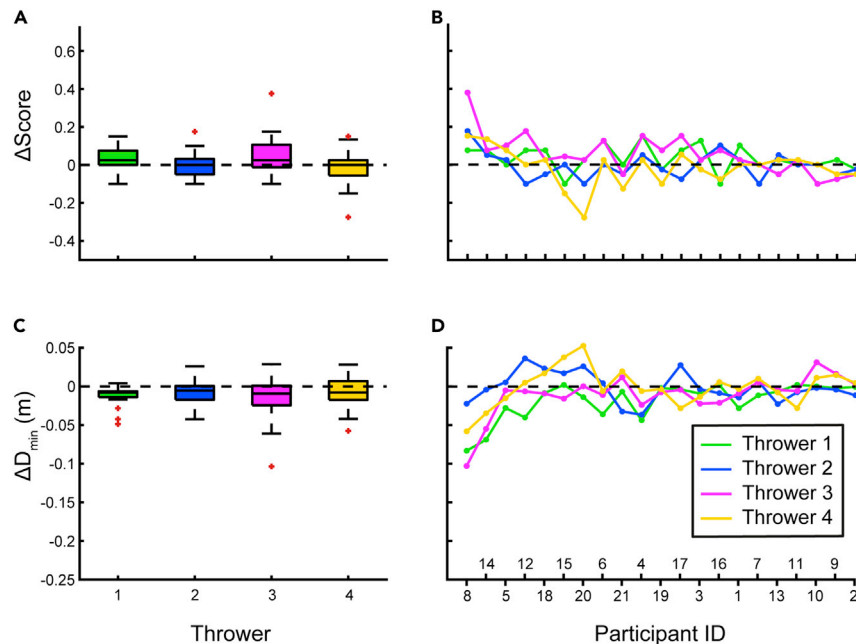 A
B
ΔScore
0.6
0.4
0.2
0
-0.2
-0.4
C
D
ΔDmin (m)
0.05
0
-0.05
-0.1
-0.15
-0.2
-0.25
1 2 3 4
Thrower
Thrower 1
Thrower 2
Thrower 3
Thrower 4
14 12 15 6 4 17 16 7 11 9
8 5 18 20 21 19 3 1 13 10 2
Participant ID